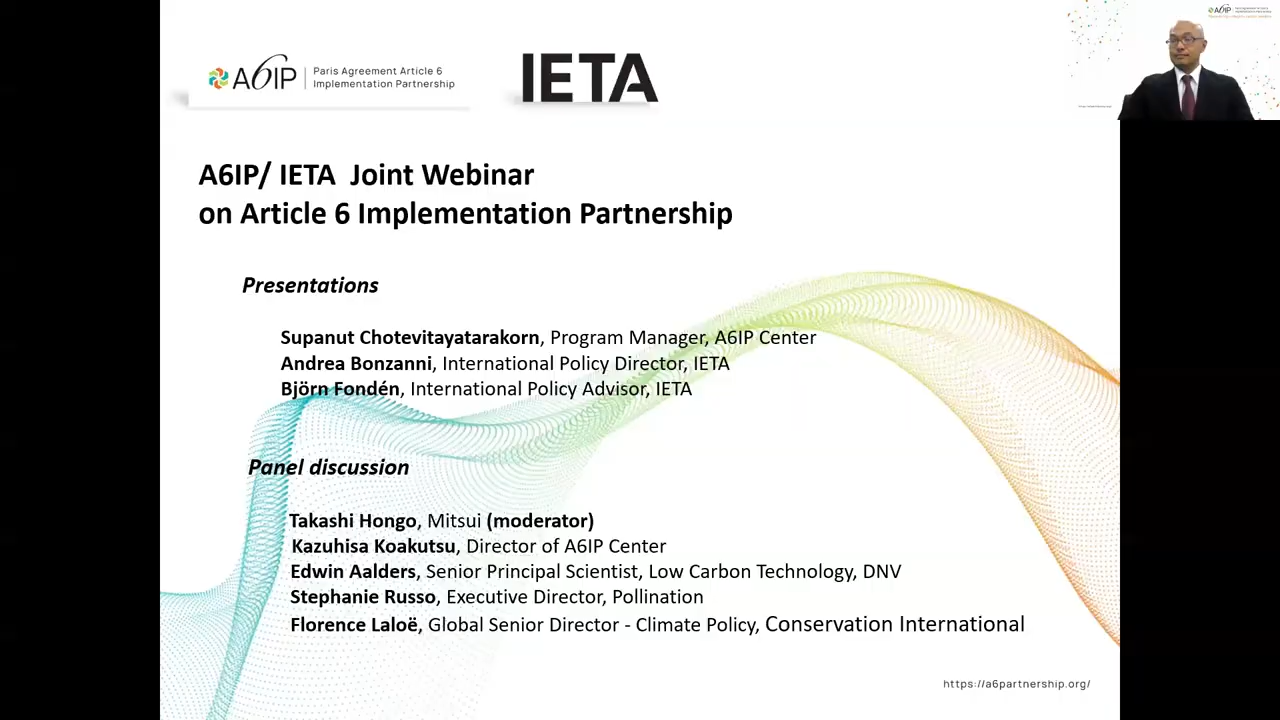 A6IP
Paris Agreement Article 6
Implementation Partnership
IETA
A6IP
A6IP/ IETA Joint Webinar
on Article 6 Implementation Partnership
Presentations
Supanut Chotevitayatarakorn, Program Manager, A6IP Center
Andrea Bonzanni, International Policy Director, IETA
Björn Fondén, International Policy Advisor, IETA
Panel discussion
Takashi Hongo, Mitsui (moderator)
Kazuhisa Koakutsu, Director of A6IP Center
Edwin Aalders, Senior Principal Scientist, Low Carbon Technology, DNV
Stephanie Russo, Executive Director, Pollination
Florence Laloë, Global Senior Director - Climate Policy, Conservation International
https://a6partnership.org/